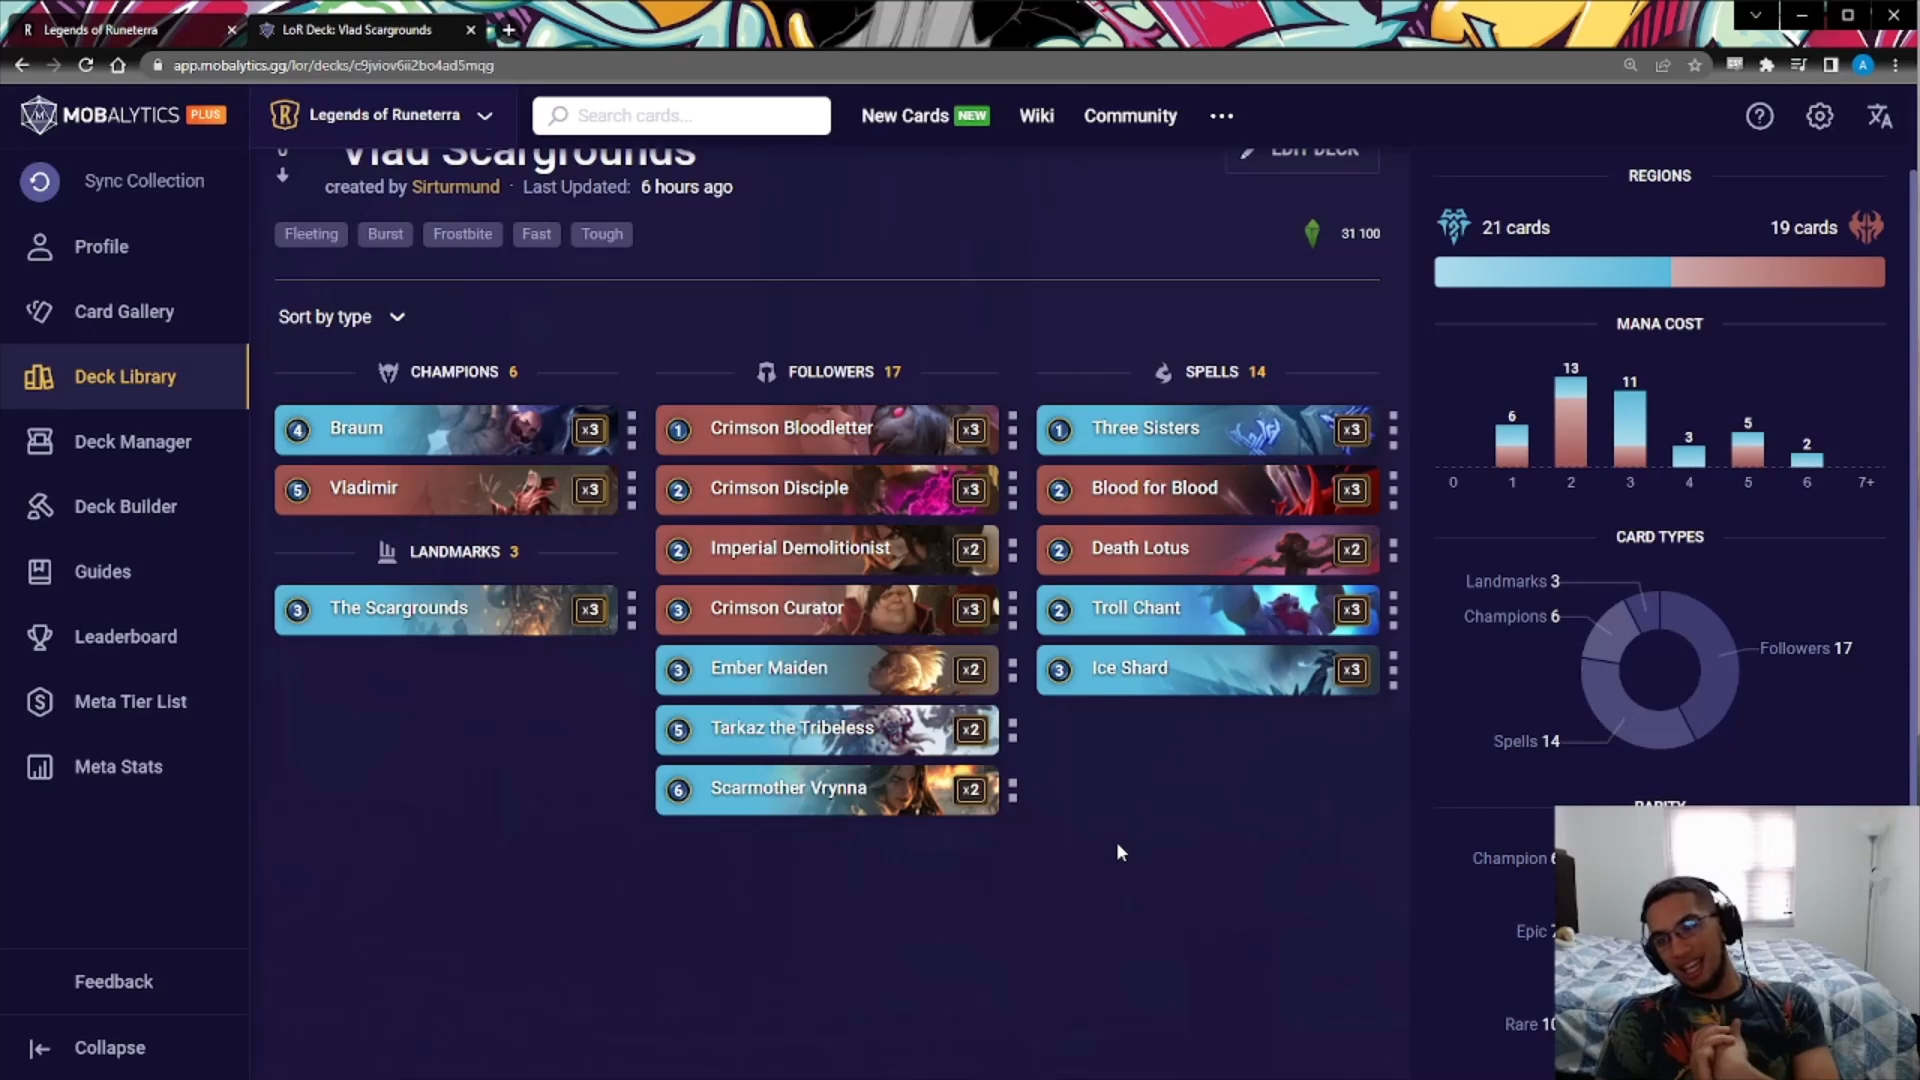 Legends of Runeterra
LoR Deck: Vlad Scargrounds
app.mobalytics.gg/lor/decks/c9jviov6ii2bo4ad5mqg
A
MOBALYTICS PLUS
Legends of Runeterra
Search cards...
New Cards NEW
Wiki
Community
Sync Collection
Profile
Card Gallery
Deck Library
Deck Manager
Deck Builder
Guides
Leaderboard
Meta Tier List
Meta Stats
Feedback
Collapse
Vlad Scargrounds
EDIT DECK
created by Sirturmund · Last Updated: 6 hours ago
Fleeting
Burst
Frostbite
Fast
Tough
31 100
Sort by type
CHAMPIONS 6
4 Braum x3
5 Vladimir x3
LANDMARKS 3
3 The Scargrounds x3
FOLLOWERS 17
1 Crimson Bloodletter x3
2 Crimson Disciple x3
2 Imperial Demolitionist x2
3 Crimson Curator x3
3 Ember Maiden x2
5 Tarkaz the Tribeless x2
6 Scarmother Vrynna x2
SPELLS 14
1 Three Sisters x3
2 Blood for Blood x3
2 Death Lotus x2
2 Troll Chant x3
3 Ice Shard x3
REGIONS
21 cards
19 cards
MANA COST
6 13 11 3 5 2
0 1 2 3 4 5 6 7+
CARD TYPES
Landmarks 3
Champions 6
Followers 17
Spells 14
RARITY
Champion 6
Epic
Rare 10